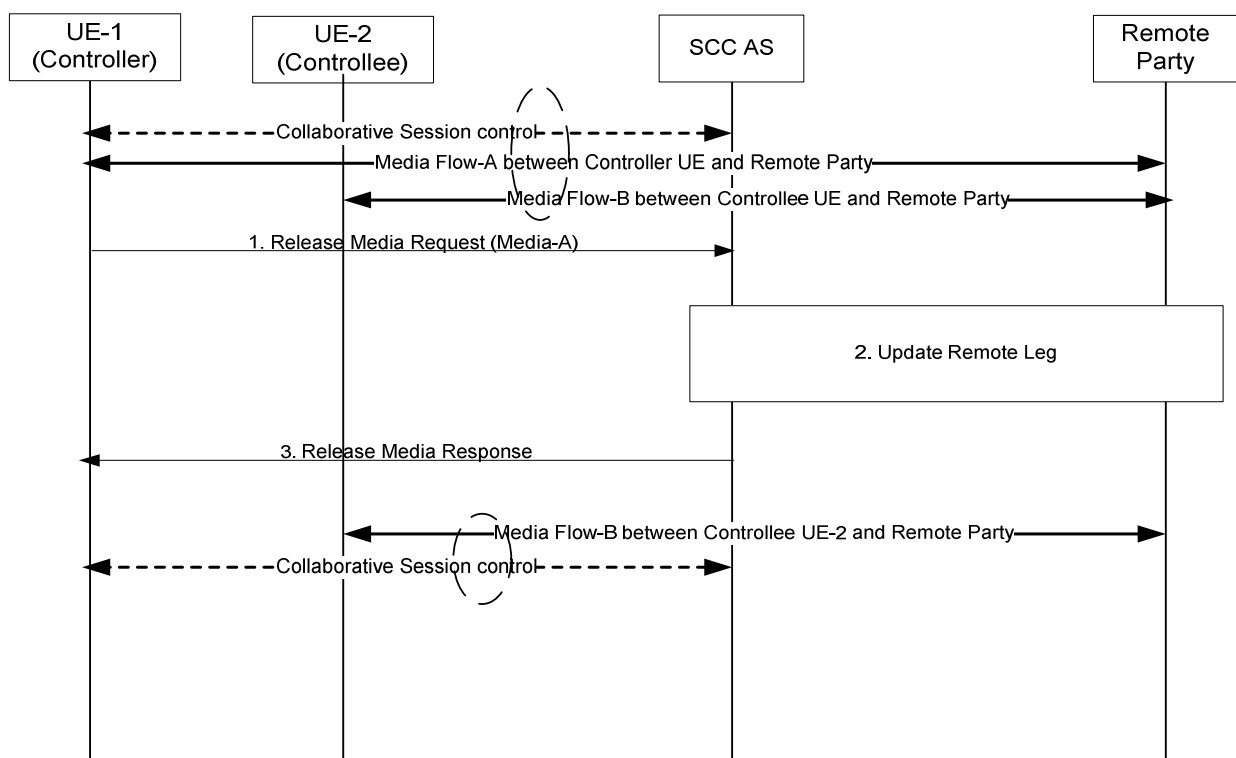 UE-1
(Controller)
UE-2
(Controllee)
SCC AS
Remote
Party
Collaborative Session control
Media Flow-A between Controller UE and Remote Party
Media Flow-B between Controllee UE and Remote Party
1. Release Media Request (Media-A)
2. Update Remote Leg
3. Release Media Response
Media Flow-B between Controllee UE-2 and Remote Party
Collaborative Session control